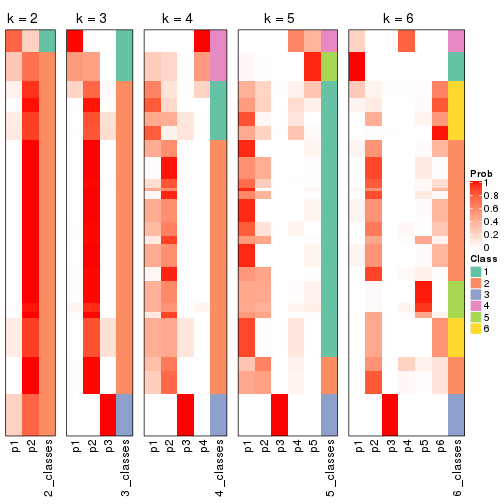 k = 2
k = 3
k = 4
k = 5
k = 6
p1
p2
2_classes
p1
p2
p3
3_classes
p1
p2
p3
p4
4_classes
p1
p2
p3
p4
p5
5_classes
p1
p2
p3
p4
p5
p6
6_classes
Prob
1
0.8
0.6
0.4
0.2
0
Class
1
2
3
4
5
6